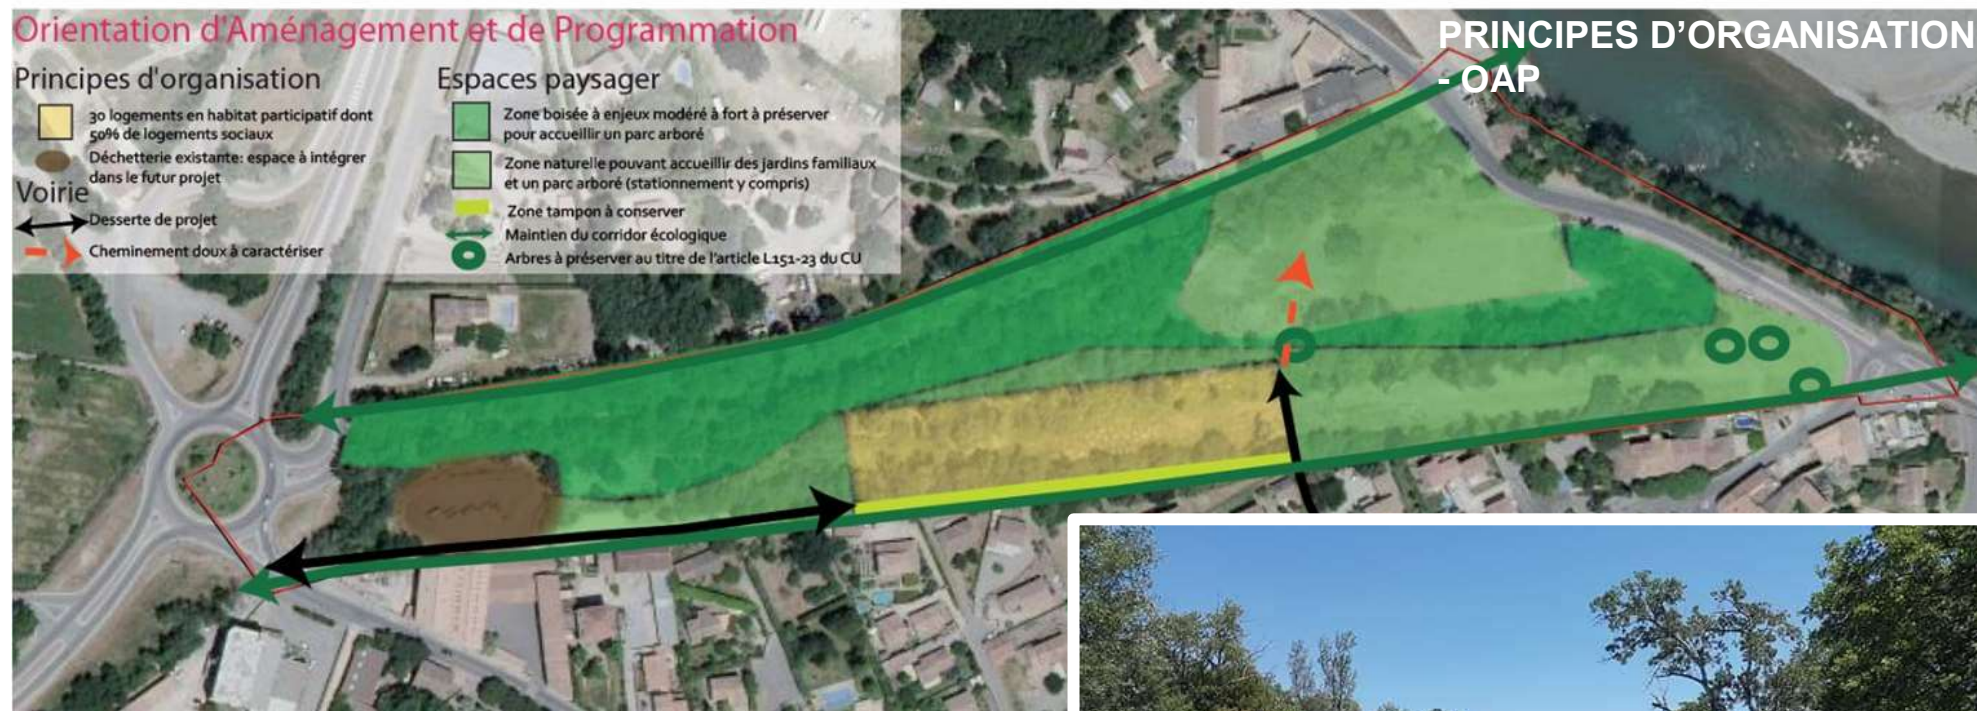 Orientation d'Aménagement et de Programmation
Principes d'organisation
30 logements en habitat participatif dont
50% de logements sociaux
Déchetterie existante: espace à intégrer
dans le futur projet
Voirie
Desserte de projet
Cheminement doux à caractériser
Espaces paysager
Zone boisée à enjeux modéré à fort à préserver
pour accueillir un parc arboré
Zone naturelle pouvant accueillir des jardins familiaux
et un parc arboré (stationnement y compris)
Zone tampon à conserver
Maintien du corridor écologique
Arbres à préserver au titre de l'article L151-23 du CU
PRINCIPES D'ORGANISATION
- OAP